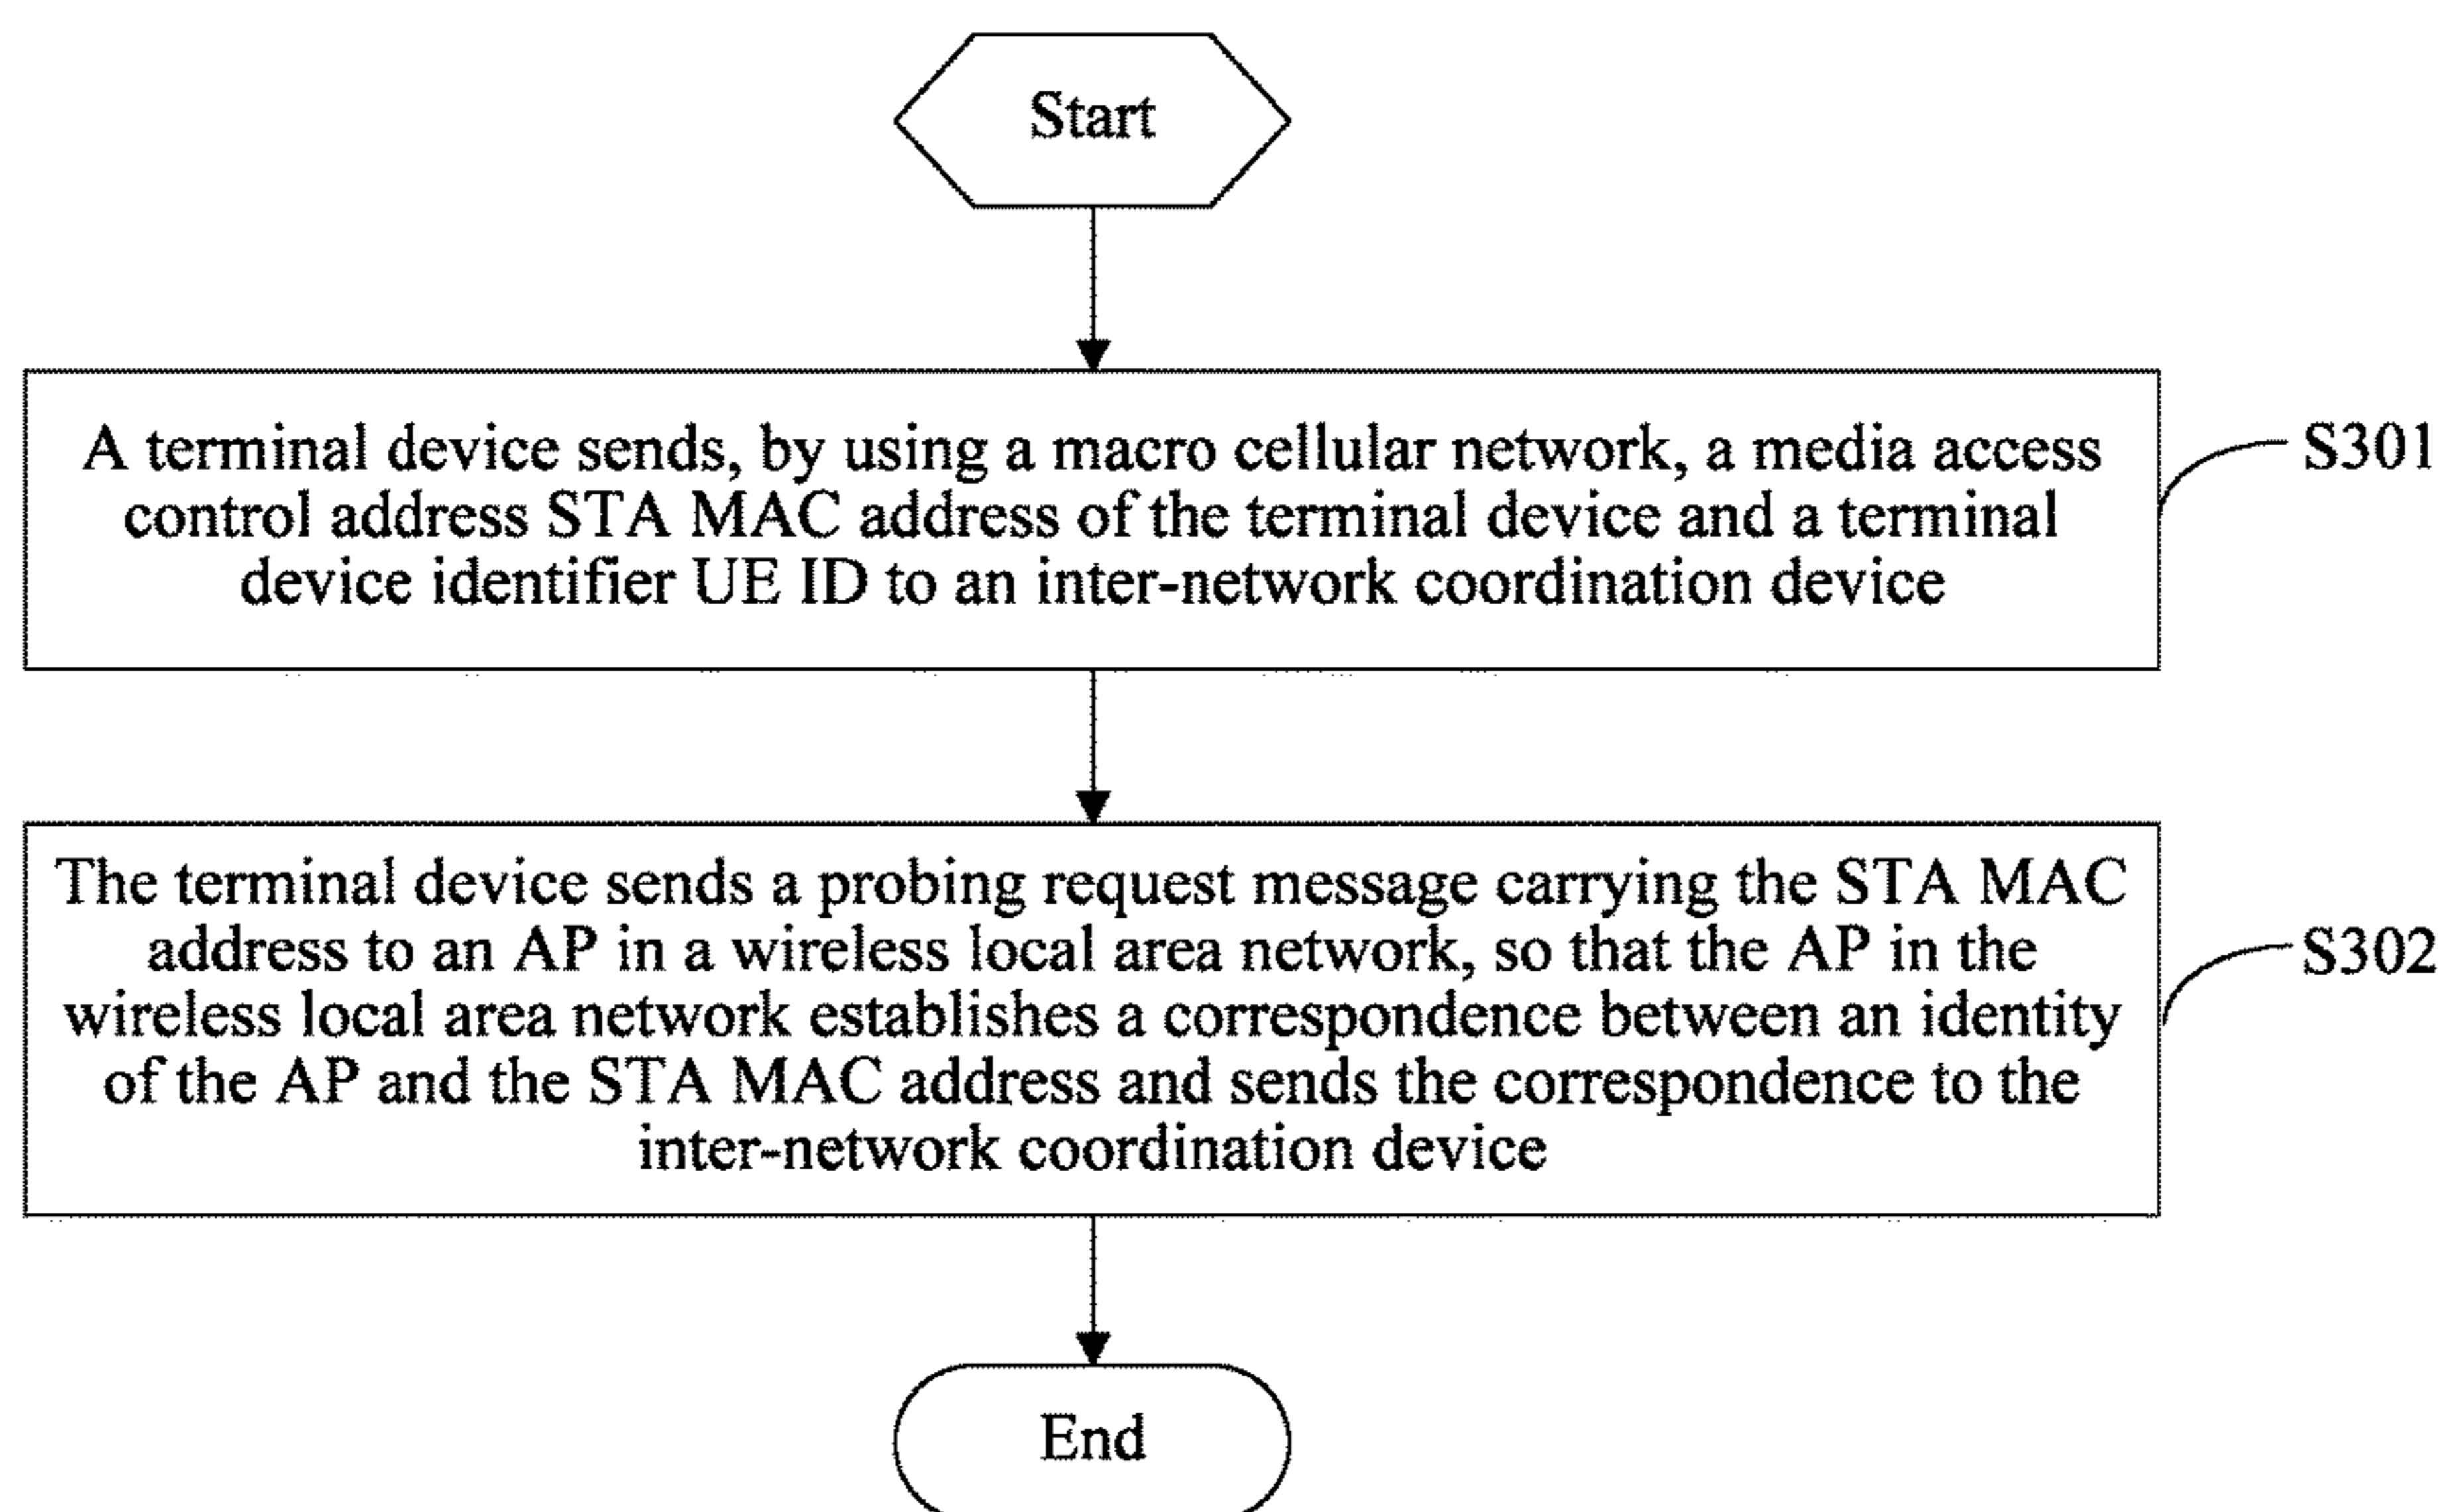 Start
A terminal device sends, by using a macro cellular network, a media access
control address STA MAC address of the terminal device and a terminal
device identifier UE ID to an inter-network coordination device
S301
The terminal device sends a probing request message carrying the STA MAC
address to an AP in a wireless local area network, so that the AP in the
wireless local area network establishes a correspondence between an identity
of the AP and the STA MAC address and sends the correspondence to the
inter-network coordination device
S302
End